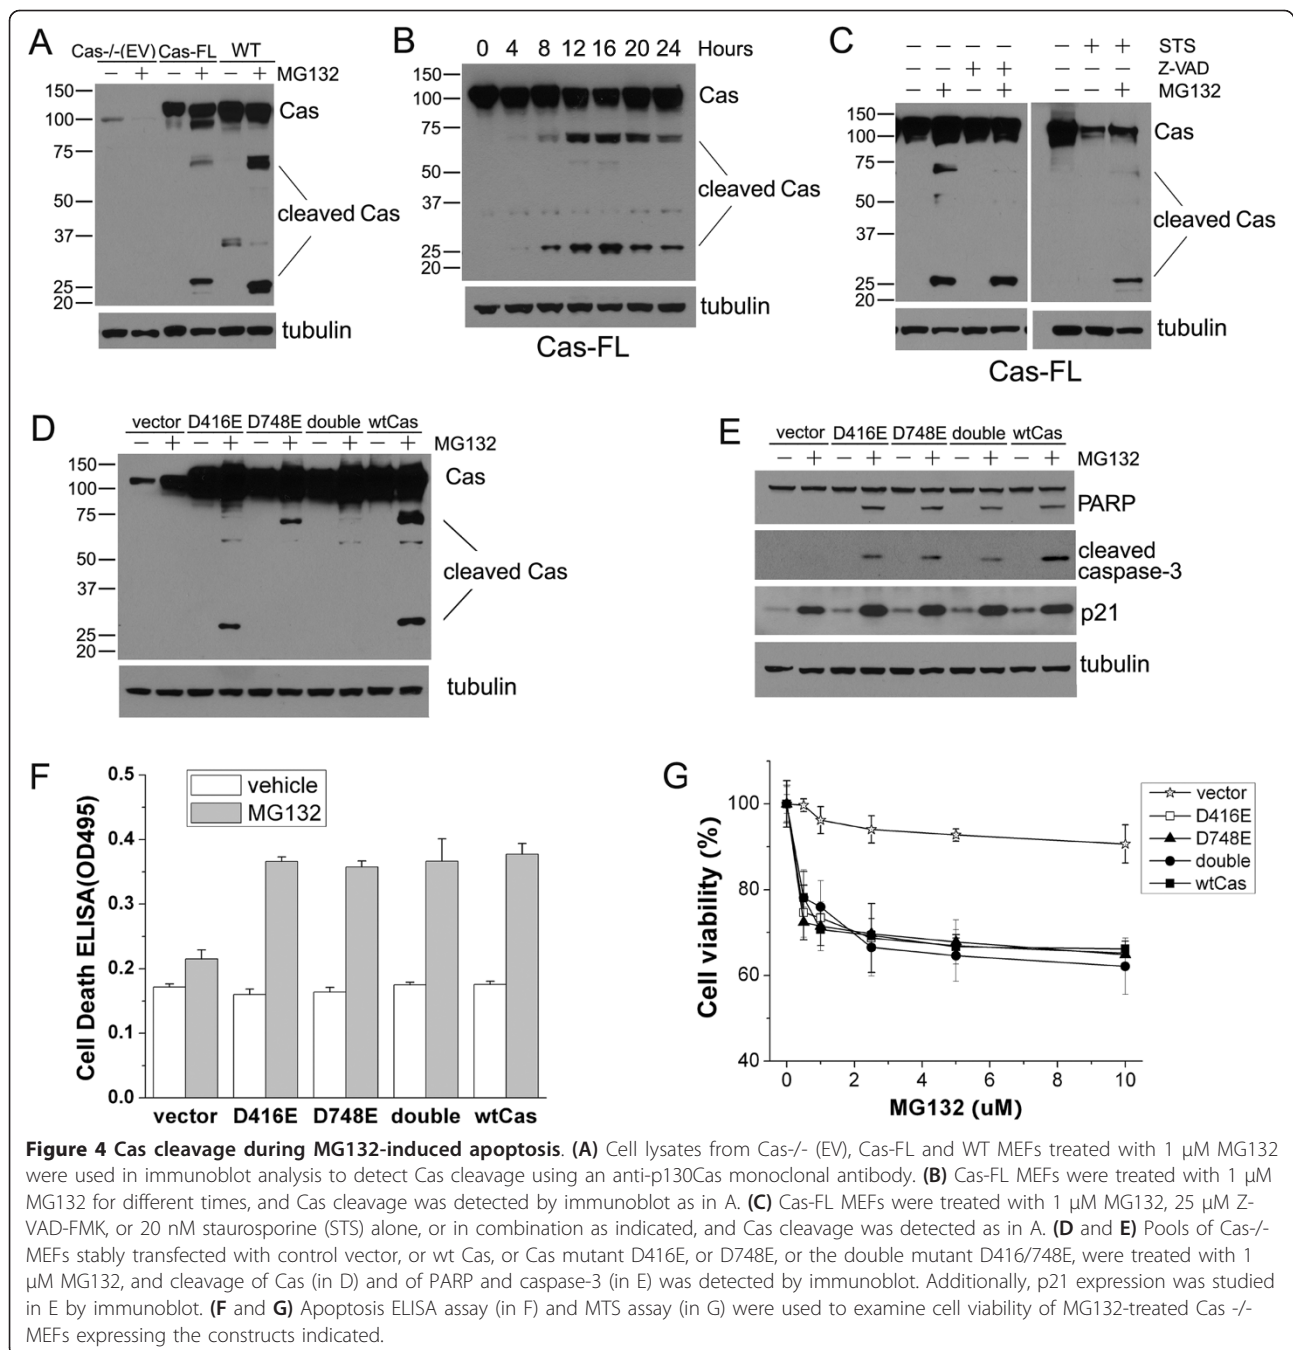 A
Cas-/-(EV) Cas-FL WT
− + − + − + MG132
150
100
75
50
37
25
20
Cas
cleaved Cas
tubulin
B
0 4 8 12 16 20 24 Hours
150
100
75
50
37
25
20
Cas
cleaved Cas
tubulin
Cas-FL
C
− − − − − + + STS
− − + + − − − Z-VAD
− + − + − − + MG132
150
100
75
50
37
25
20
Cas
cleaved Cas
tubulin
Cas-FL
D
vector D416E D748E double wtCas
− + − + − + − + − + MG132
150
100
75
50
37
25
20
Cas
cleaved Cas
tubulin
E
vector D416E D748E double wtCas
− + − + − + − + − + MG132
PARP
cleaved
caspase-3
p21
tubulin
F
Cell Death ELISA(OD495)
0.5
0.4
0.3
0.2
0.1
0.0
vehicle
MG132
vector D416E D748E double wtCas
G
Cell viability (%)
100
80
60
40
0 2 4 6 8 10
MG132 (uM)
vector
D416E
D748E
double
wtCas
Figure 4 Cas cleavage during MG132-induced apoptosis. (A) Cell lysates from Cas-/- (EV), Cas-FL and WT MEFs treated with 1 μM MG132
were used in immunoblot analysis to detect Cas cleavage using an anti-p130Cas monoclonal antibody. (B) Cas-FL MEFs were treated with 1 μM
MG132 for different times, and Cas cleavage was detected by immunoblot as in A. (C) Cas-FL MEFs were treated with 1 μM MG132, 25 μM Z-
VAD-FMK, or 20 nM staurosporine (STS) alone, or in combination as indicated, and Cas cleavage was detected as in A. (D and E) Pools of Cas-/-
MEFs stably transfected with control vector, or wt Cas, or Cas mutant D416E, or D748E, or the double mutant D416/748E, were treated with 1
μM MG132, and cleavage of Cas (in D) and of PARP and caspase-3 (in E) was detected by immunoblot. Additionally, p21 expression was studied
in E by immunoblot. (F and G) Apoptosis ELISA assay (in F) and MTS assay (in G) were used to examine cell viability of MG132-treated Cas -/-
MEFs expressing the constructs indicated.